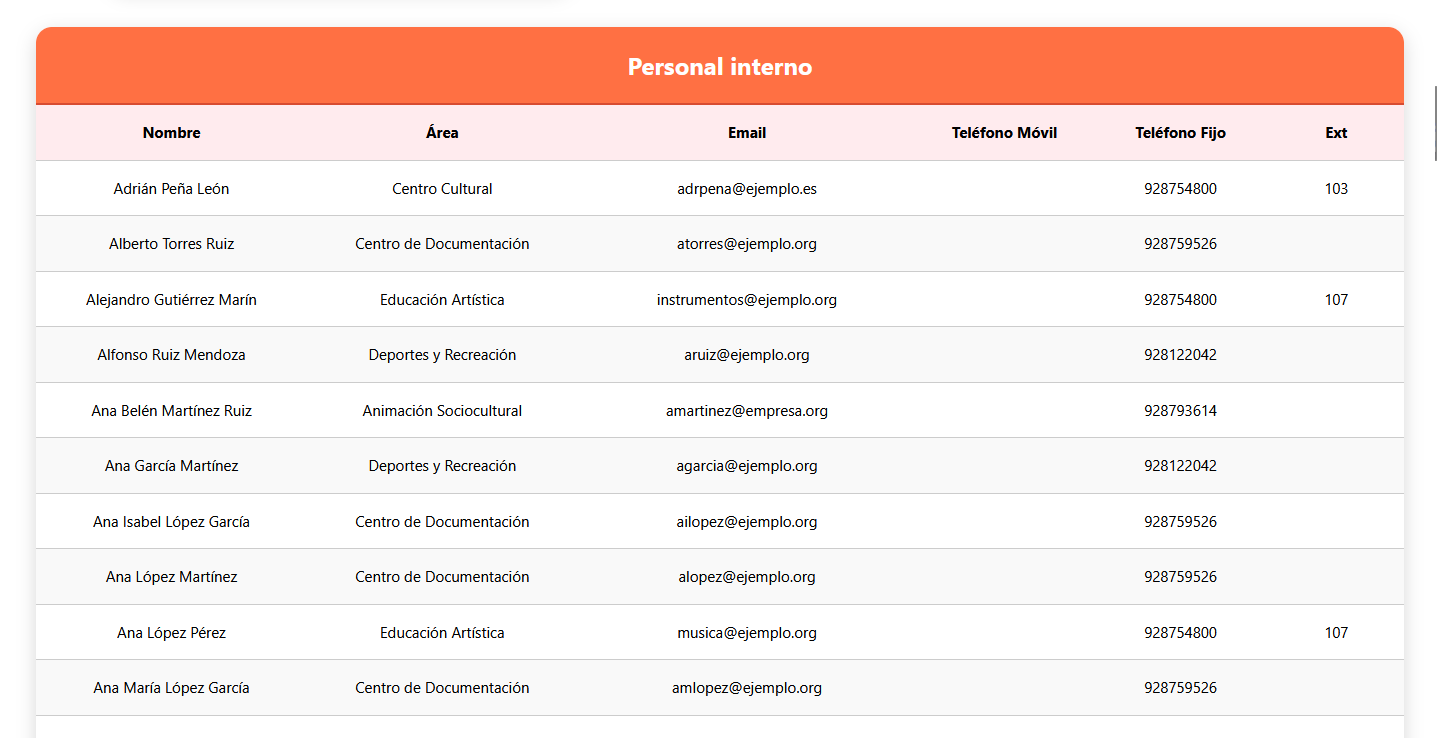 Personal interno
Nombre Área Email Teléfono Móvil Teléfono Fijo Ext
Adrián Peña León Centro Cultural adrpena@ejemplo.es 928754800 103
Alberto Torres Ruiz Centro de Documentación atorres@ejemplo.org 928759526
Alejandro Gutiérrez Marín Educación Artística instrumentos@ejemplo.org 928754800 107
Alfonso Ruiz Mendoza Deportes y Recreación aruiz@ejemplo.org 928122042
Ana Belén Martínez Ruiz Animación Sociocultural amartinez@empresa.org 928793614
Ana García Martínez Deportes y Recreación agarcia@ejemplo.org 928122042
Ana Isabel López García Centro de Documentación ailopez@ejemplo.org 928759526
Ana López Martínez Centro de Documentación alopez@ejemplo.org 928759526
Ana López Pérez Educación Artística musica@ejemplo.org 928754800 107
Ana María López García Centro de Documentación amlopez@ejemplo.org 928759526